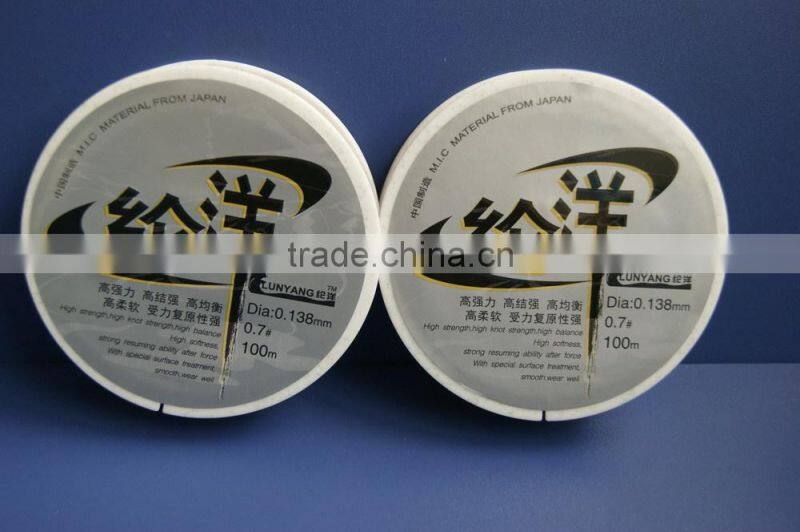 中国制造 M.I.C MATERIAL FROM JAPAN
纶洋
LUNYANG 纶洋 TM
高强力 高结强 高均衡
高柔软 受力复原性强
High strength,high knot strength,high balance
High softness,
strong resuming ability after force
With special surface treatment,
smooth,wear well
Dia:0.138mm
0.7#
100m
中国制造 M.I.C MATERIAL FROM JAPAN
纶洋
LUNYANG 纶洋
高强力 高结强 高均衡
高柔软 受力复原性强
High strength,high knot strength,high balance
High softness,
strong resuming ability after force
With special surface treatment,
smooth,wear well
Dia:0.138mm
0.7#
100m
trade.china.cn